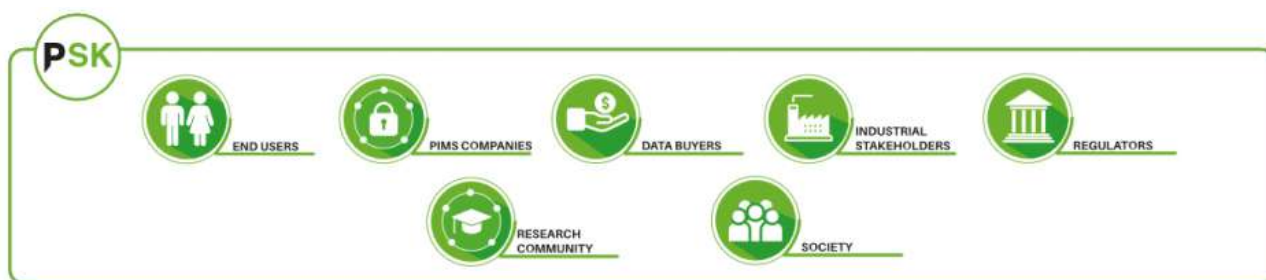 PSK
END USERS
PIMS COMPANIES
$
DATA BUYERS
INDUSTRIAL
STAKEHOLDERS
REGULATORS
RESEARCH
COMMUNITY
SOCIETY